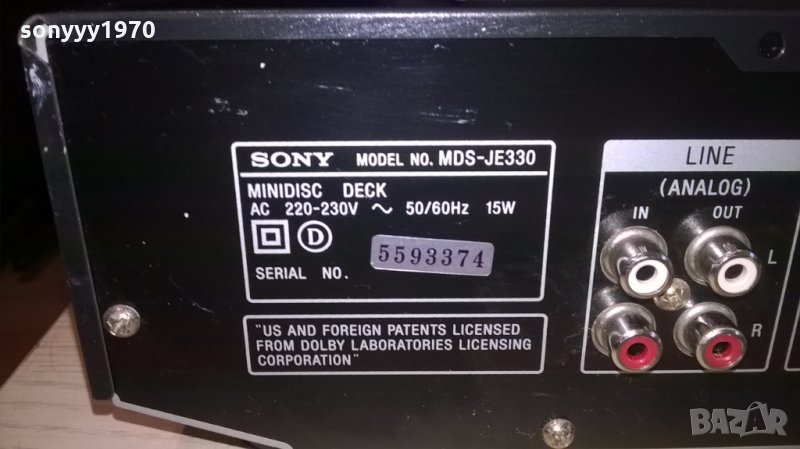 sonyyy1970
SONY MODEL NO. MDS-JE330
MINIDISC DECK
AC 220-230V ~ 50/60Hz 15W
D
SERIAL NO. 5593374
"US AND FOREIGN PATENTS LICENSED
FROM DOLBY LABORATORIES LICENSING
CORPORATION"
LINE
(ANALOG)
IN OUT
L
R
BAZAR